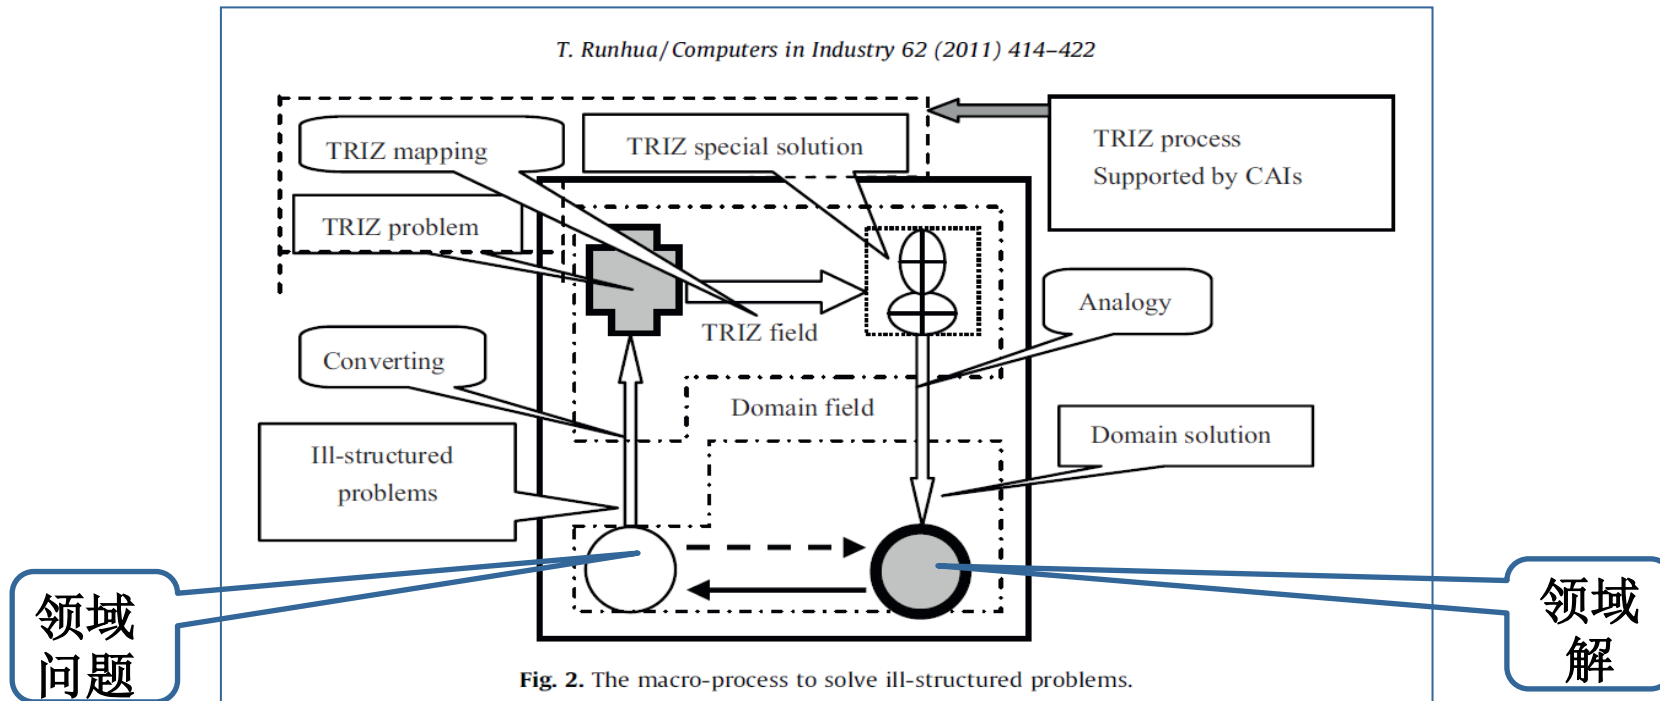 T. Runhua/Computers in Industry 62 (2011) 414–422
TRIZ mapping
TRIZ special solution
TRIZ process
Supported by CAIs
TRIZ problem
TRIZ field
Analogy
Converting
Domain field
Domain solution
Ill-structured
problems
领域
问题
领域
解
Fig. 2. The macro-process to solve ill-structured problems.